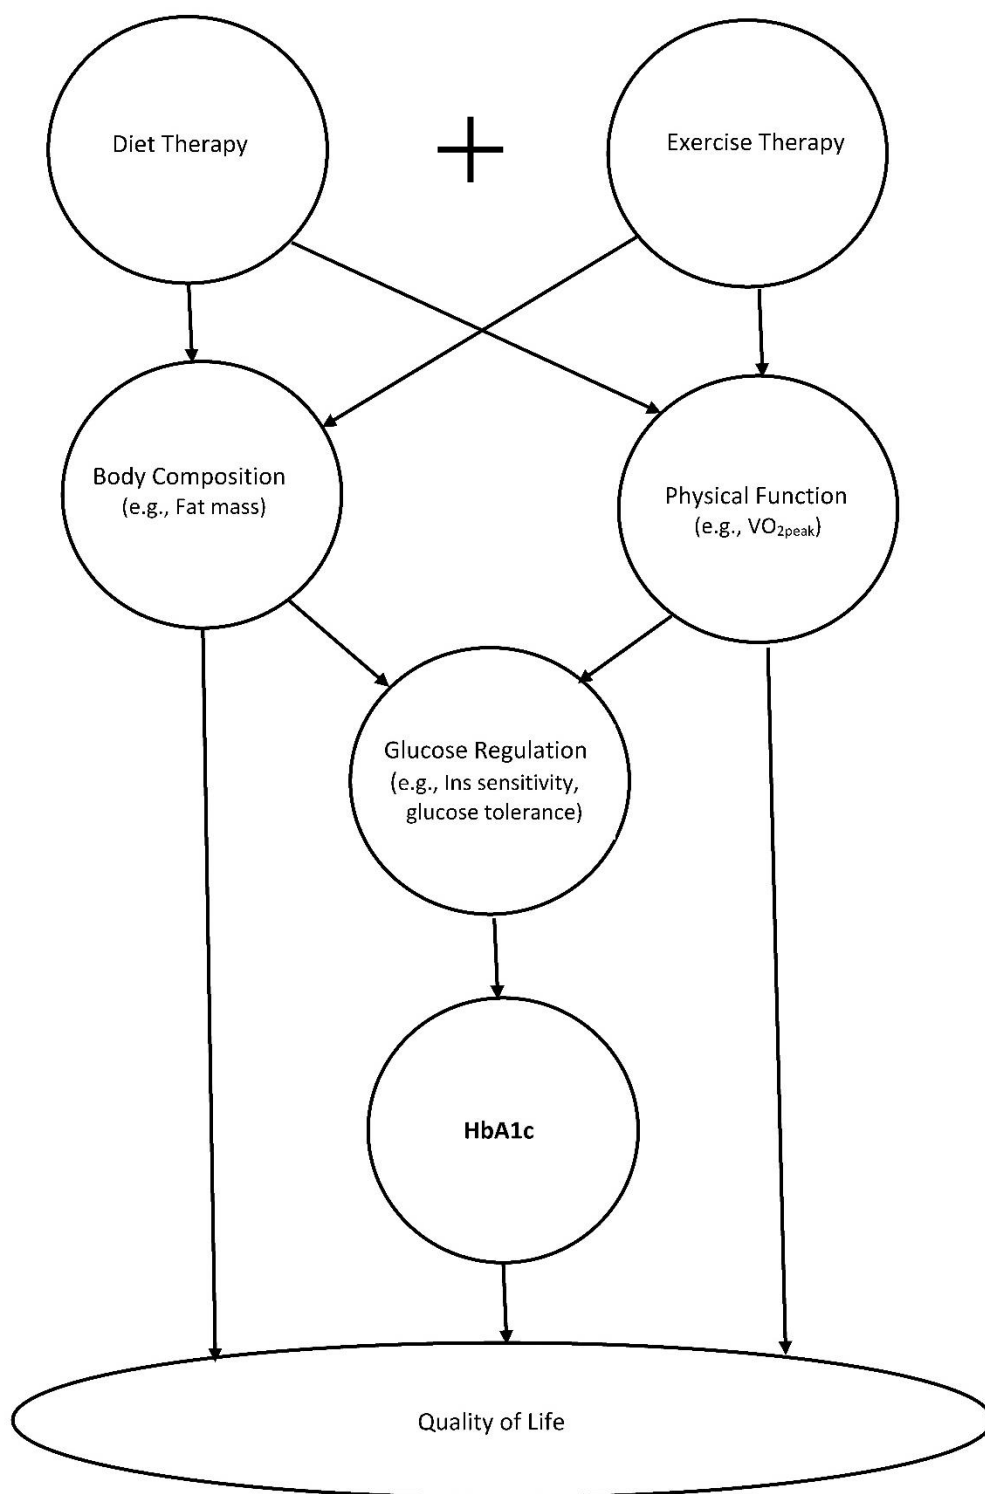 Diet Therapy
+
Exercise Therapy
Body Composition
(e.g., Fat mass)
Physical Function
(e.g., VO₂peak)
Glucose Regulation
(e.g., Ins sensitivity,
glucose tolerance)
HbA1c
Quality of Life